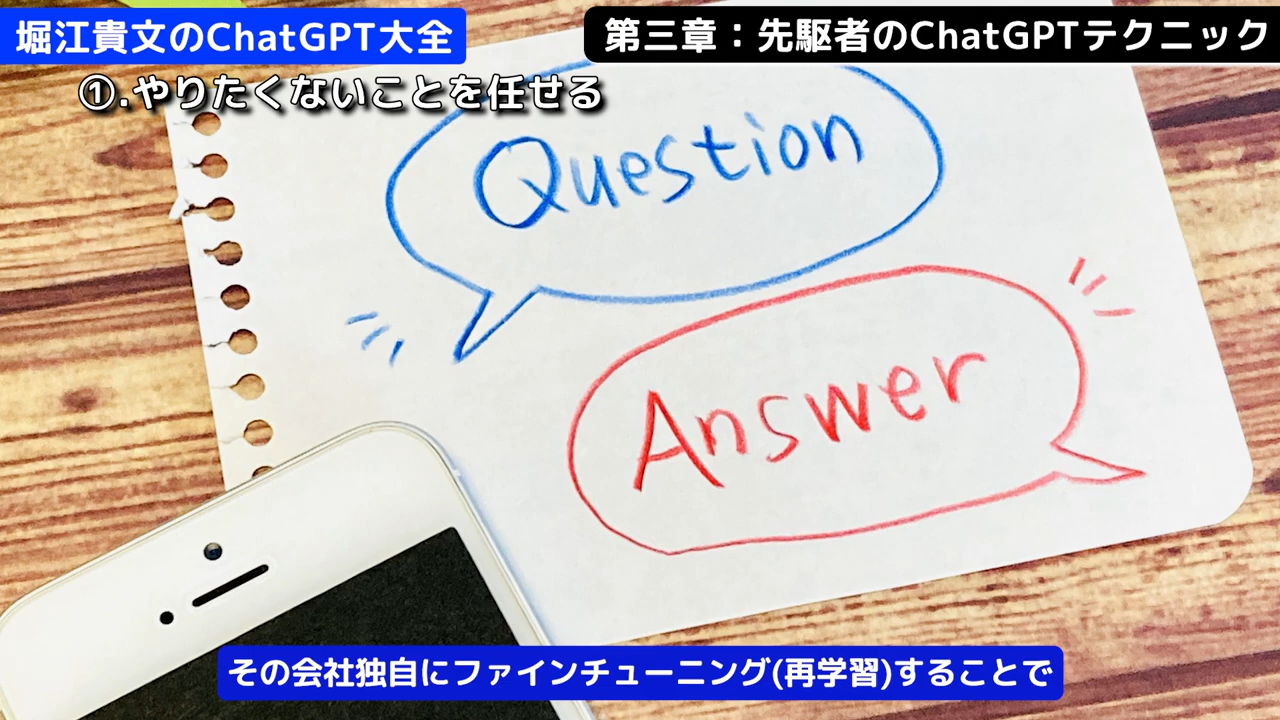 堀江貴文のChatGPT大全
第三章：先駆者のChatGPTテクニック
①.やりたくないことを任せる
Question
Answer
その会社独自にファインチューニング(再学習)することで